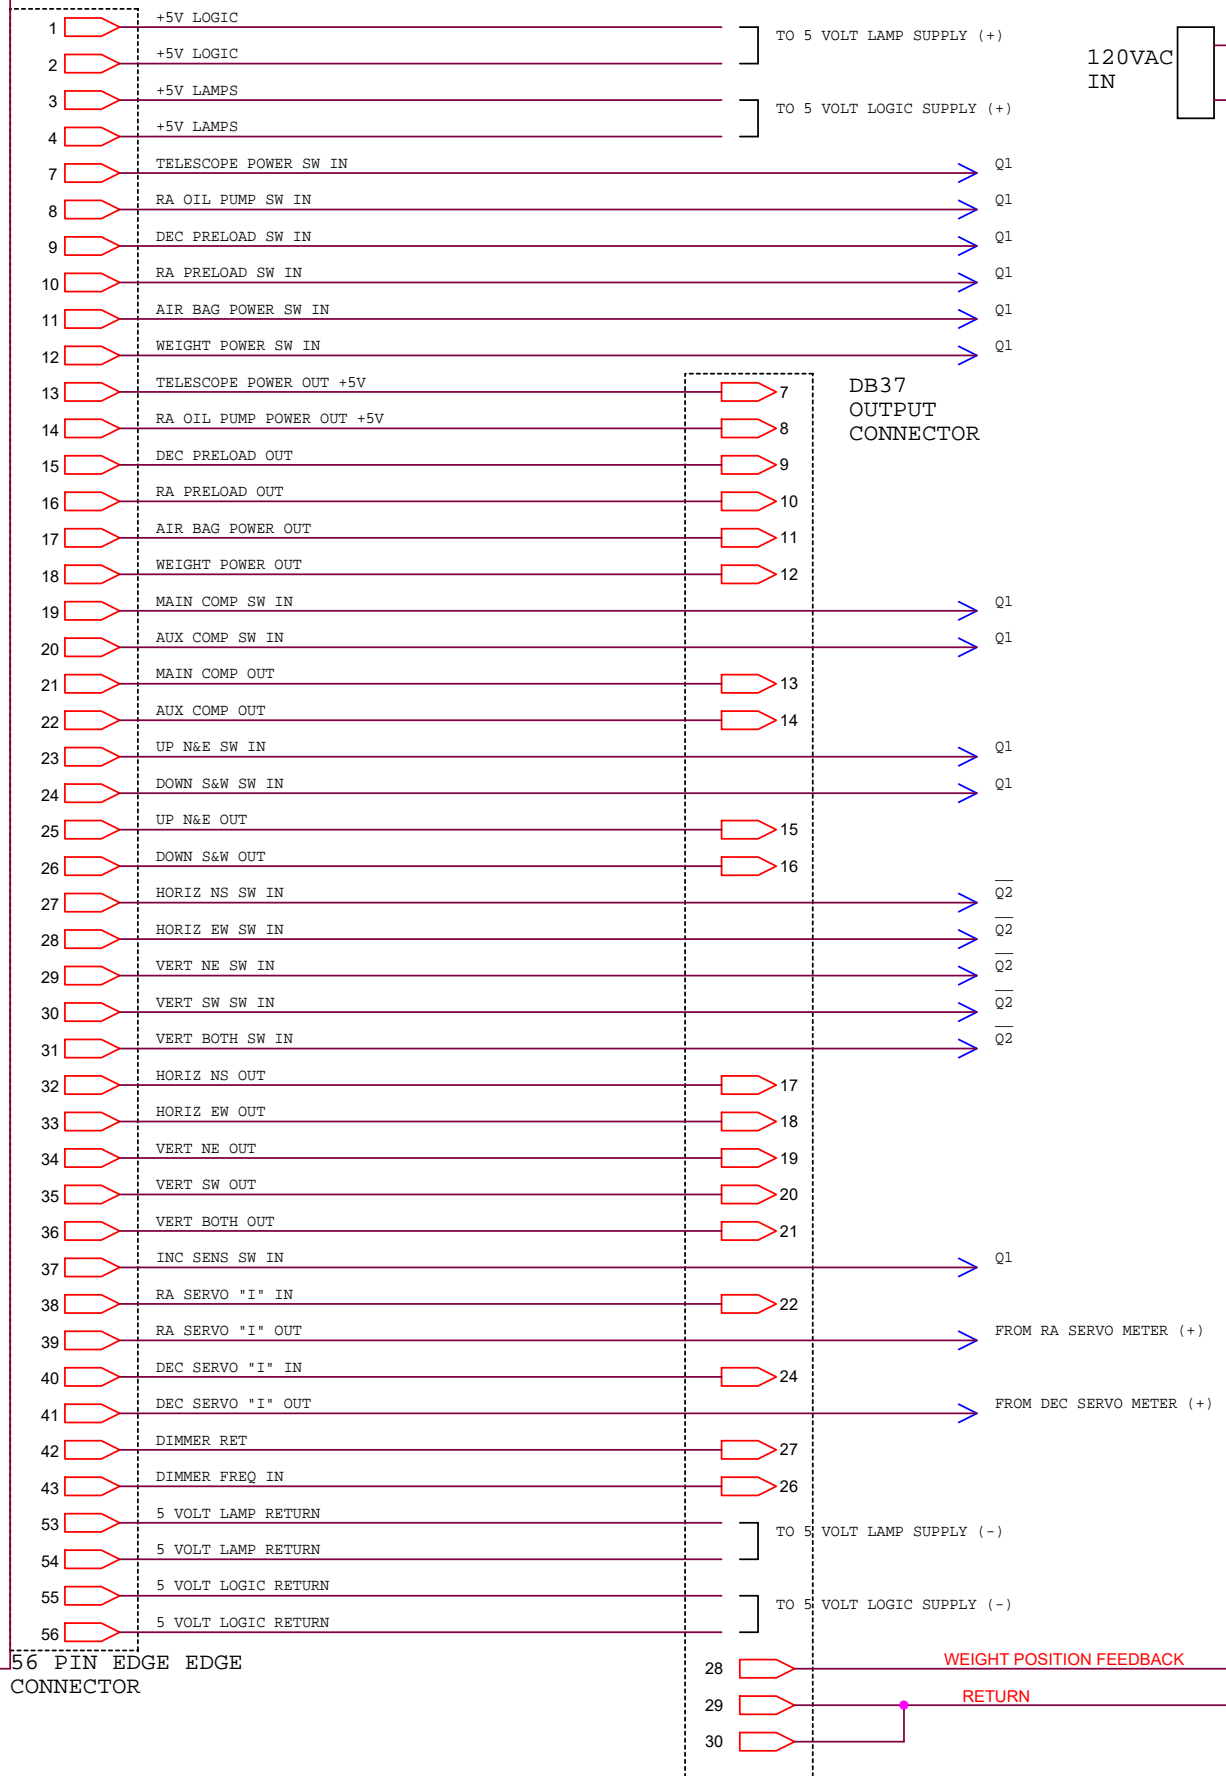 1 +5V LOGIC
TO 5 VOLT LAMP SUPPLY (+)
2 +5V LOGIC
120VAC
IN
3 +5V LAMPS
TO 5 VOLT LOGIC SUPPLY (+)
4 +5V LAMPS
7 TELESCOPE POWER SW IN Q1
8 RA OIL PUMP SW IN Q1
9 DEC PRELOAD SW IN Q1
10 RA PRELOAD SW IN Q1
11 AIR BAG POWER SW IN Q1
12 WEIGHT POWER SW IN Q1
13 TELESCOPE POWER OUT +5V 7
DB37
OUTPUT
CONNECTOR
14 RA OIL PUMP POWER OUT +5V 8
15 DEC PRELOAD OUT 9
16 RA PRELOAD OUT 10
17 AIR BAG POWER OUT 11
18 WEIGHT POWER OUT 12
19 MAIN COMP SW IN Q1
20 AUX COMP SW IN Q1
21 MAIN COMP OUT 13
22 AUX COMP OUT 14
23 UP N&E SW IN Q1
24 DOWN S&W SW IN Q1
25 UP N&E OUT 15
26 DOWN S&W OUT 16
27 HORIZ NS SW IN Q2
28 HORIZ EW SW IN Q2
29 VERT NE SW IN Q2
30 VERT SW SW IN Q2
31 VERT BOTH SW IN Q2
32 HORIZ NS OUT 17
33 HORIZ EW OUT 18
34 VERT NE OUT 19
35 VERT SW OUT 20
36 VERT BOTH OUT 21
37 INC SENS SW IN Q1
38 RA SERVO "I" IN 22
39 RA SERVO "I" OUT FROM RA SERVO METER (+)
40 DEC SERVO "I" IN 24
41 DEC SERVO "I" OUT FROM DEC SERVO METER (+)
42 DIMMER RET 27
43 DIMMER FREQ IN 26
53 5 VOLT LAMP RETURN
TO 5 VOLT LAMP SUPPLY (-)
54 5 VOLT LAMP RETURN
55 5 VOLT LOGIC RETURN
TO 5 VOLT LOGIC SUPPLY (-)
56 5 VOLT LOGIC RETURN
56 PIN EDGE EDGE
CONNECTOR
28 WEIGHT POSITION FEEDBACK
29 RETURN
30